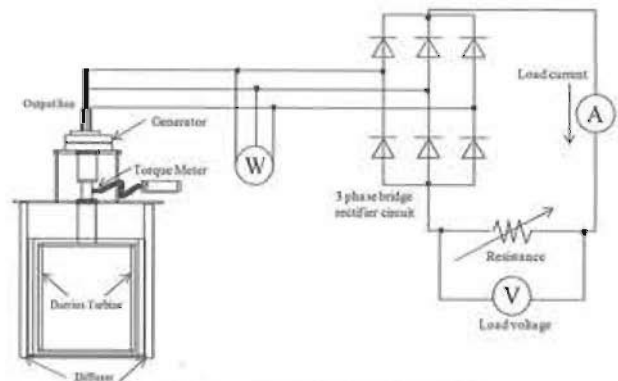 Output line
Generator
Torque Meter
Darrius Turbine
Diffuser
W
3 phase bridge
rectifier circuit
Load current
A
Resistance
V
Load voltage